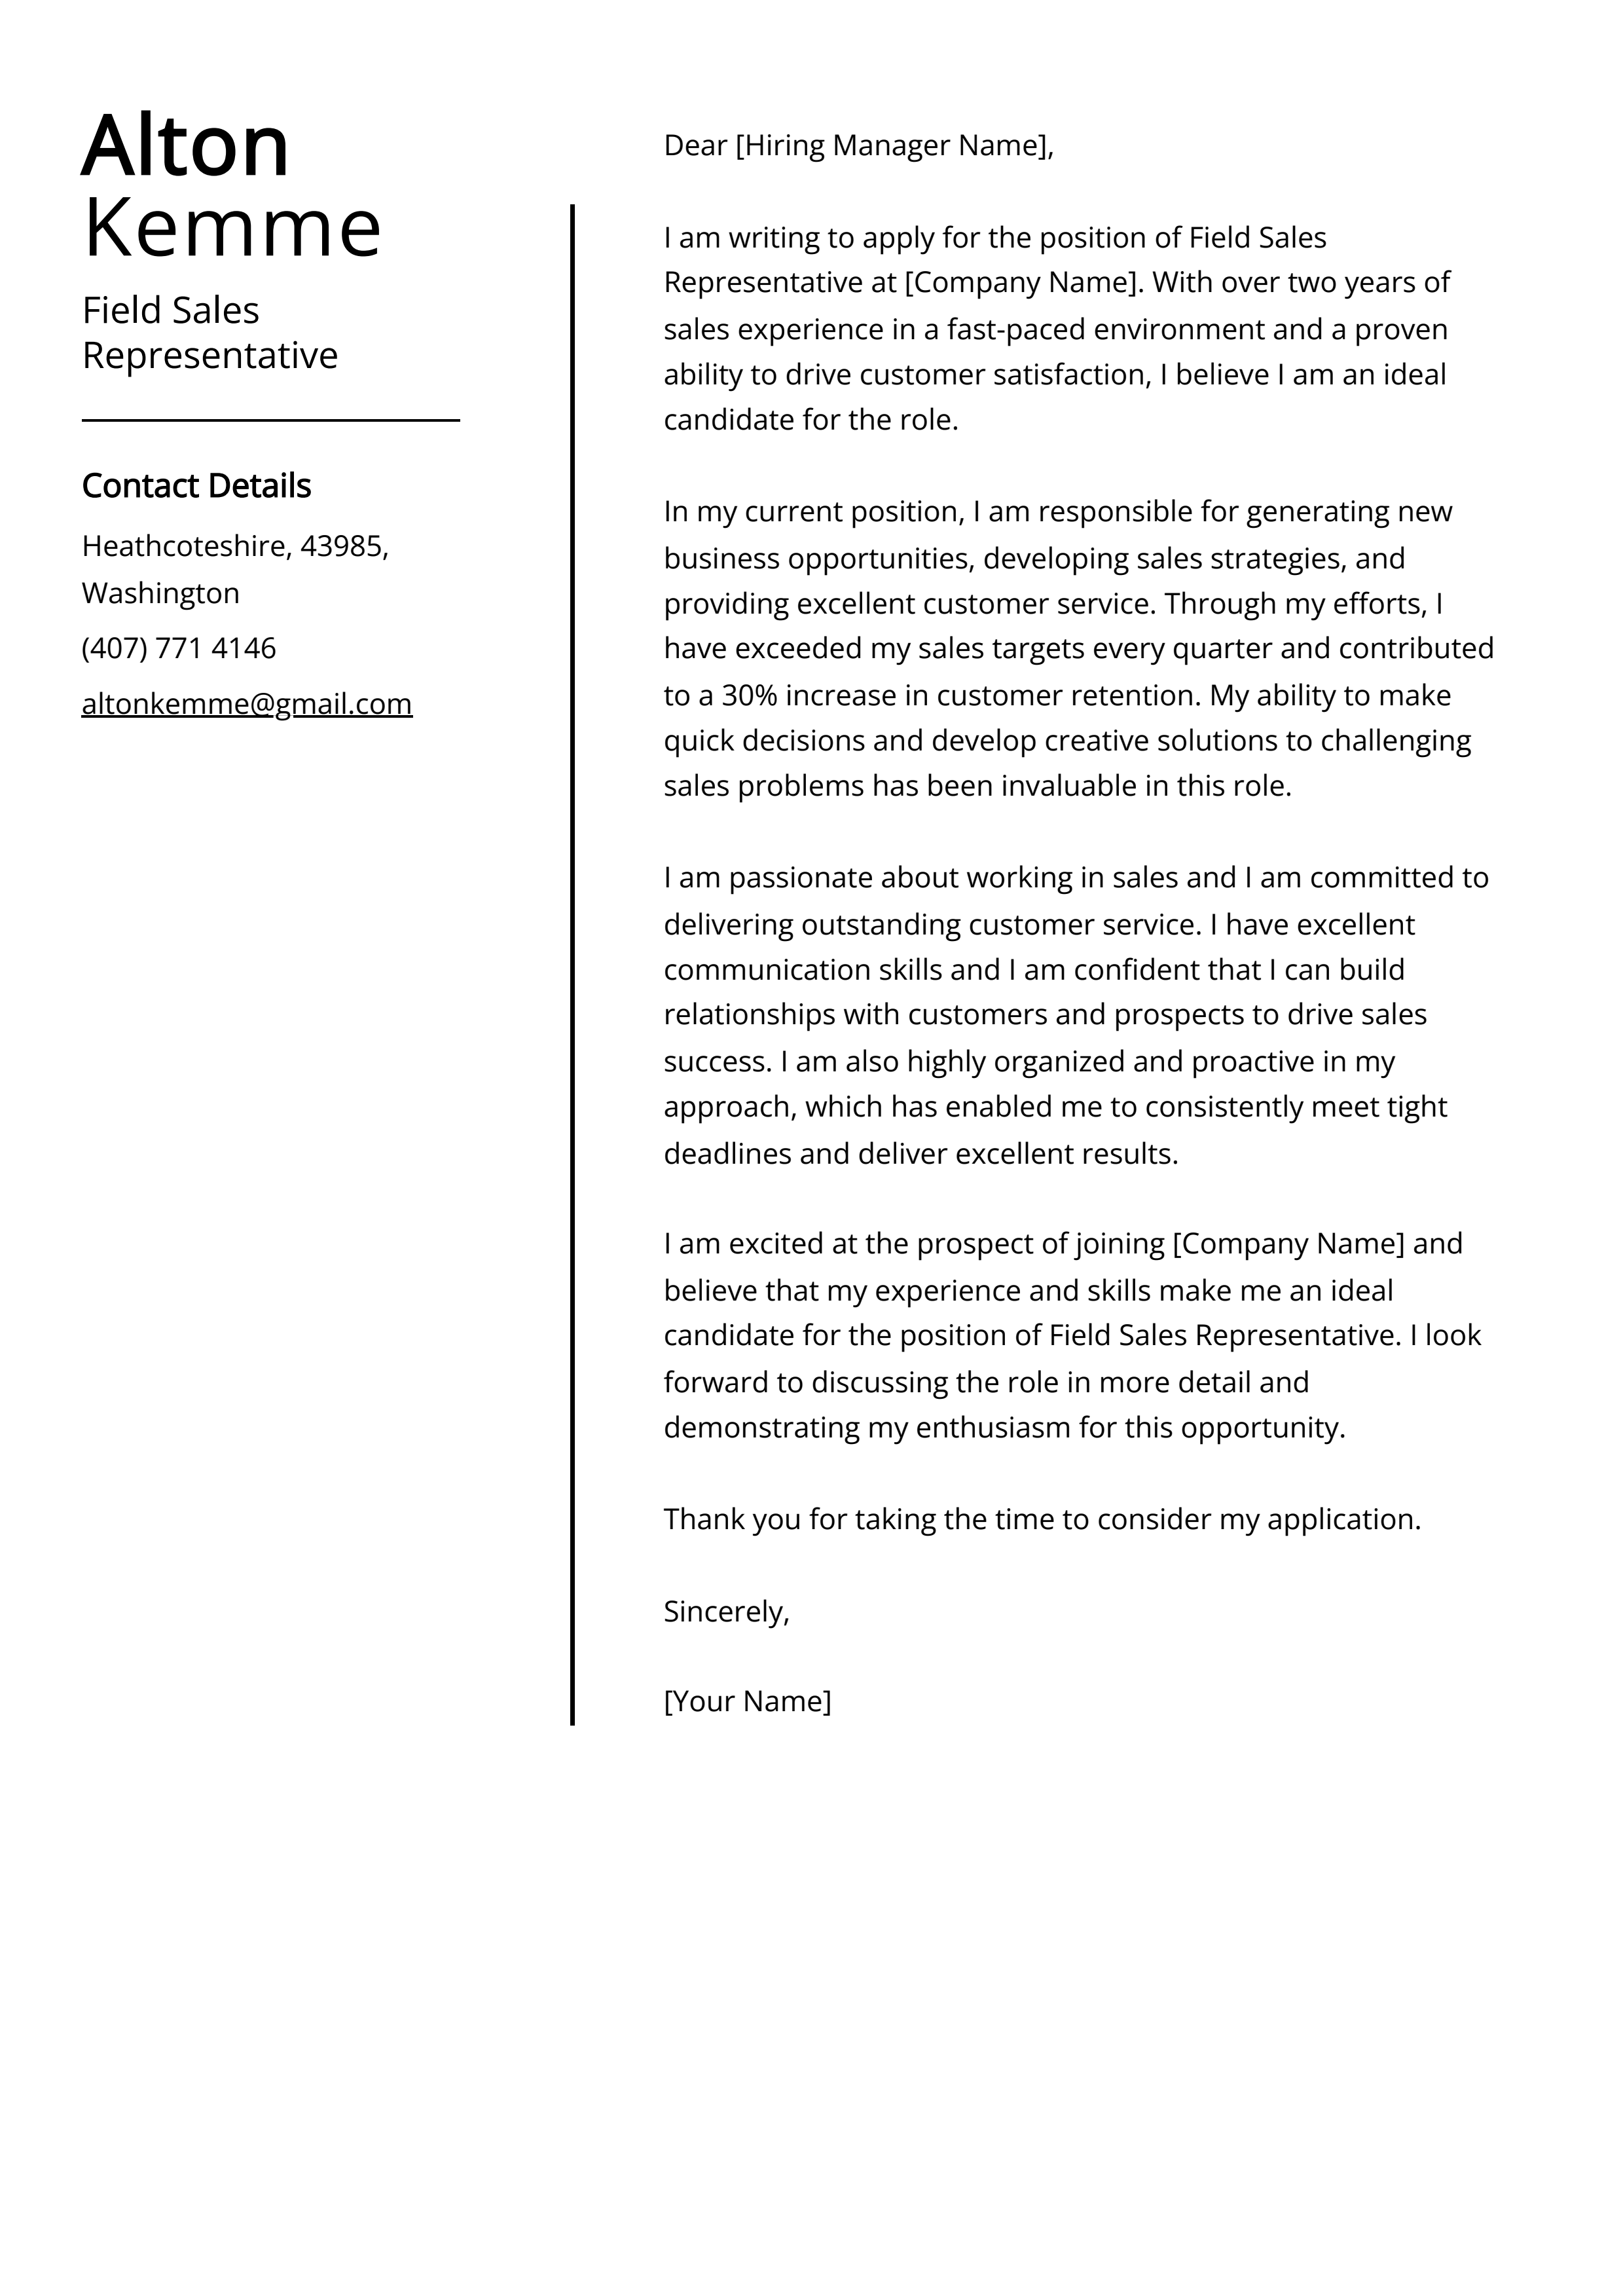 Alton
Kemme
Field Sales
Representative
Contact Details
Heathcoteshire, 43985,
Washington
(407) 771 4146
altonkemme@gmail.com
Dear [Hiring Manager Name],
I am writing to apply for the position of Field Sales
Representative at [Company Name]. With over two years of
sales experience in a fast-paced environment and a proven
ability to drive customer satisfaction, I believe I am an ideal
candidate for the role.
In my current position, I am responsible for generating new
business opportunities, developing sales strategies, and
providing excellent customer service. Through my efforts, I
have exceeded my sales targets every quarter and contributed
to a 30% increase in customer retention. My ability to make
quick decisions and develop creative solutions to challenging
sales problems has been invaluable in this role.
I am passionate about working in sales and I am committed to
delivering outstanding customer service. I have excellent
communication skills and I am confident that I can build
relationships with customers and prospects to drive sales
success. I am also highly organized and proactive in my
approach, which has enabled me to consistently meet tight
deadlines and deliver excellent results.
I am excited at the prospect of joining [Company Name] and
believe that my experience and skills make me an ideal
candidate for the position of Field Sales Representative. I look
forward to discussing the role in more detail and
demonstrating my enthusiasm for this opportunity.
Thank you for taking the time to consider my application.
Sincerely,
[Your Name]